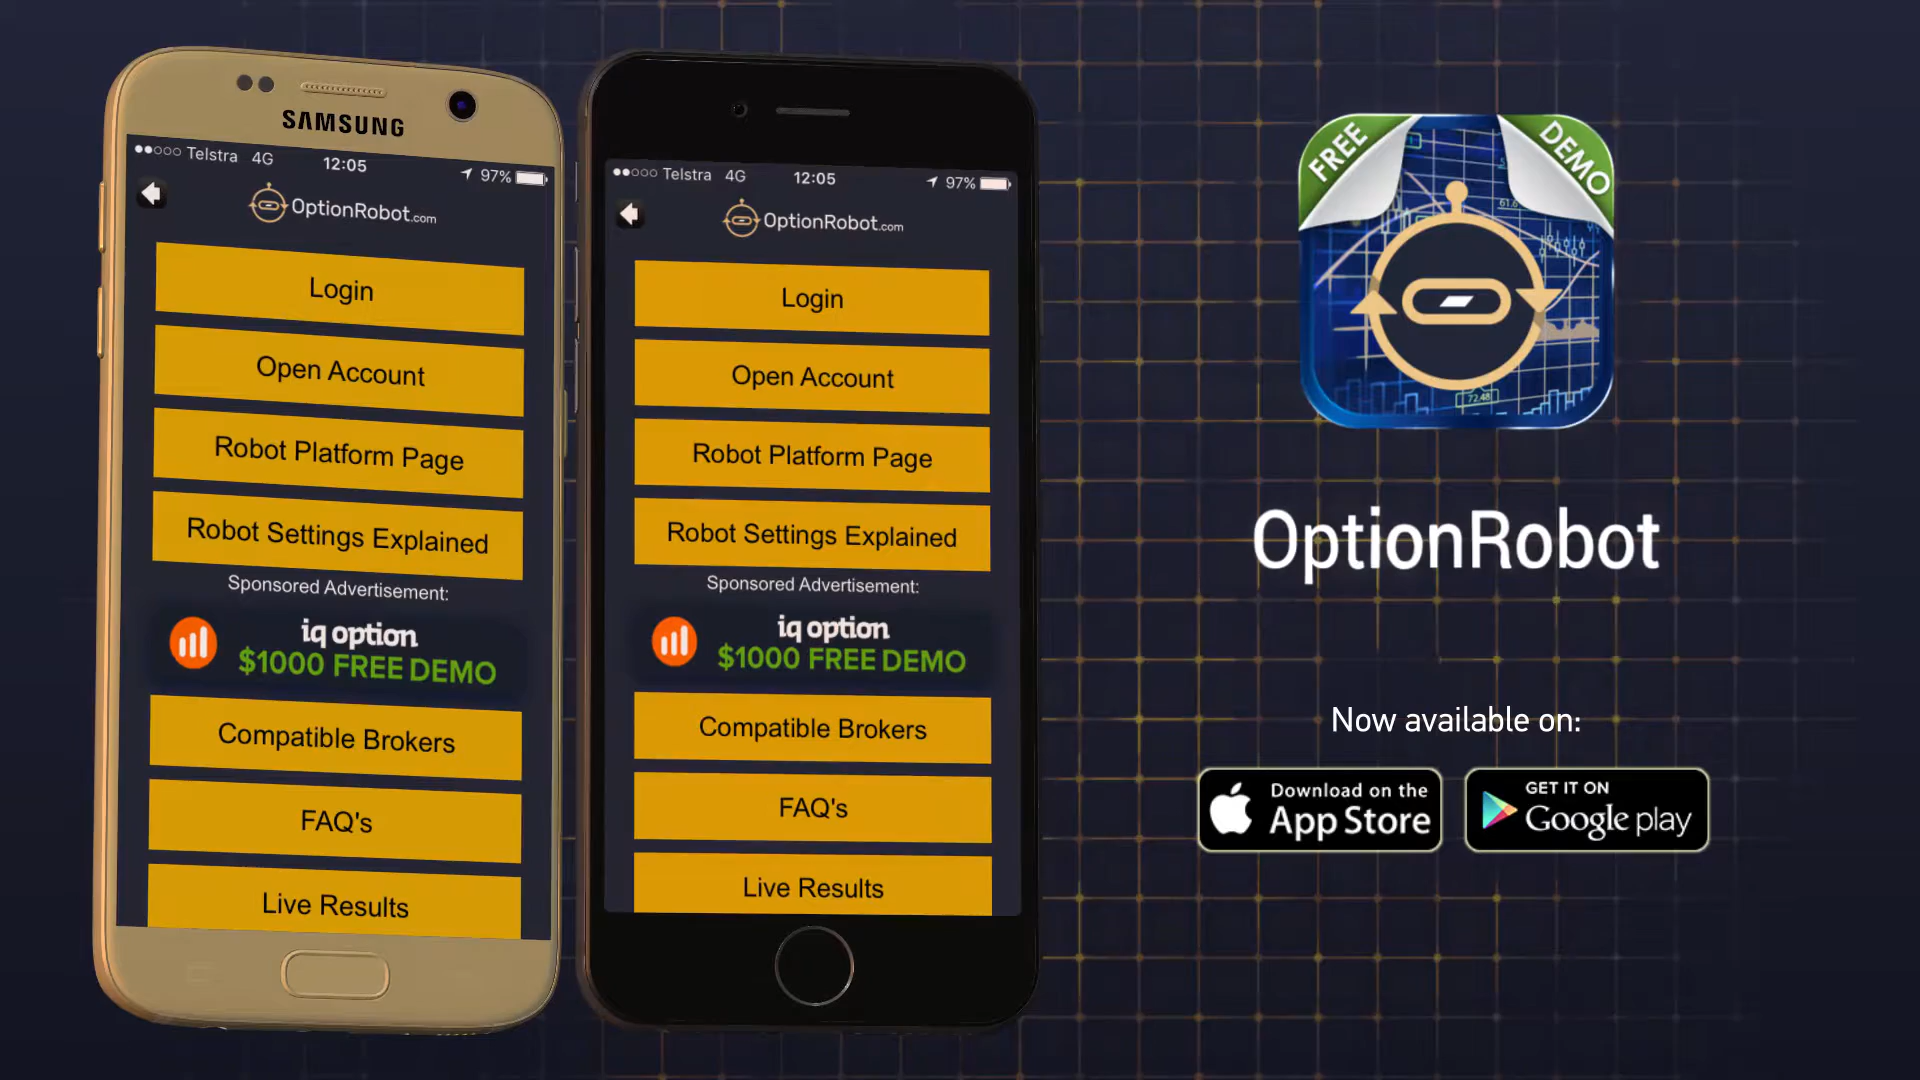 SAMSUNG
Telstra 4G 12:05 97%
OptionRobot.com
Login
Open Account
Robot Platform Page
Robot Settings Explained
Sponsored Advertisement:
iq option
$1000 FREE DEMO
Compatible Brokers
FAQ's
Live Results
Telstra 4G 12:05 97%
OptionRobot.com
Login
Open Account
Robot Platform Page
Robot Settings Explained
Sponsored Advertisement:
iq option
$1000 FREE DEMO
Compatible Brokers
FAQ's
Live Results
FREE
DEMO
72.48
OptionRobot
Now available on:
Download on the
App Store
GET IT ON
Google play